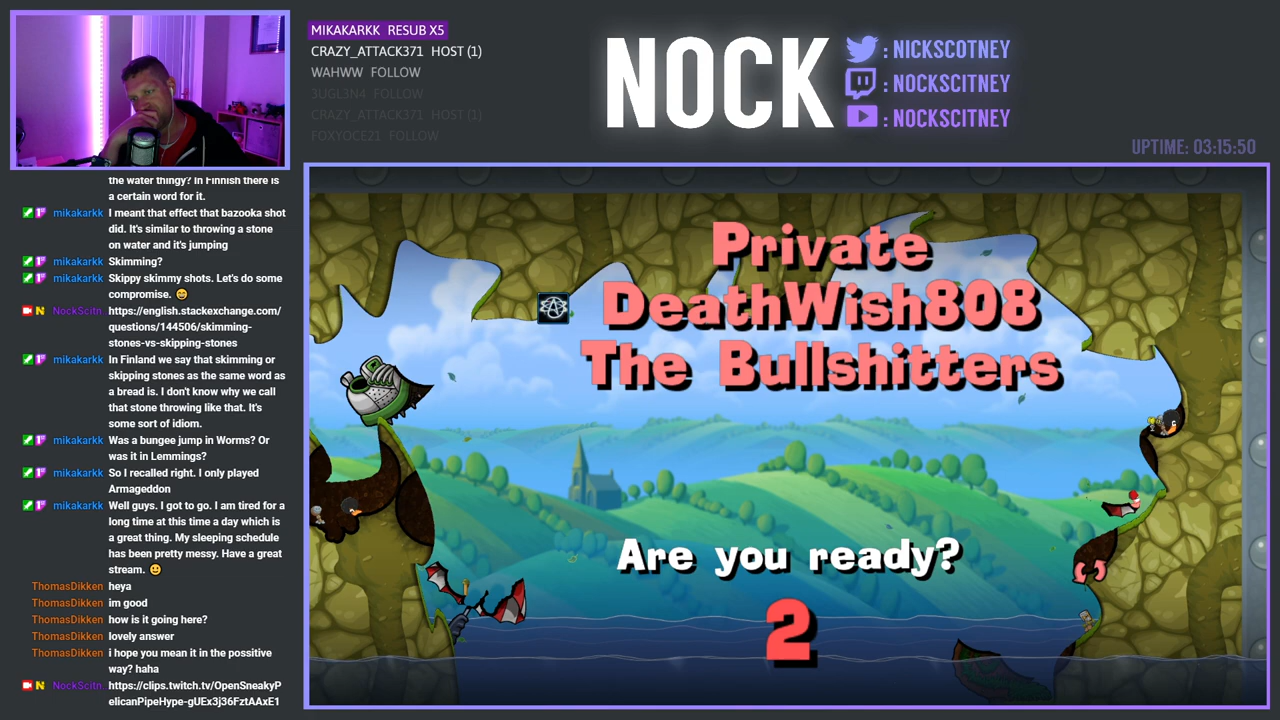 MIKAKARKK RESUB X5
CRAZY_ATTACK371 HOST (1)
WAHWW FOLLOW
3UGL3N4 FOLLOW
CRAZY_ATTACK371 HOST (1)
FOXYOCE21 FOLLOW
NOCK
: NICKSCOTNEY
: NOCKSCITNEY
: NOCKSCITNEY
UPTIME: 03:15:50
the water thingy? In Finnish there is
a certain word for it.
mikakarkk I meant that effect that bazooka shot
did. It's similar to throwing a stone
on water and it's jumping
mikakarkk Skimming?
mikakarkk Skippy skimmy shots. Let's do some
compromise. 😄
N NockScitn https://english.stackexchange.com/
questions/144506/skimming-
stones-vs-skipping-stones
mikakarkk In Finland we say that skimming or
skipping stones as the same word as
a bread is. I don't know why we call
that stone throwing like that. It's
some sort of idiom.
mikakarkk Was a bungee jump in Worms? Or
was it in Lemmings?
mikakarkk So I recalled right. I only played
Armageddon
mikakarkk Well guys. I got to go. I am tired for a
long time at this time a day which is
a great thing. My sleeping schedule
has been pretty messy. Have a great
stream. 🙂
ThomasDikken heya
ThomasDikken im good
ThomasDikken how is it going here?
ThomasDikken lovely answer
ThomasDikken i hope you mean it in the possitive
way? haha
N NockScitn https://clips.twitch.tv/OpenSneakyP
elicanPipeHype-gUEx3j36FztAAxE1
Private
DeathWish808
The Bullshitters
Are you ready?
2